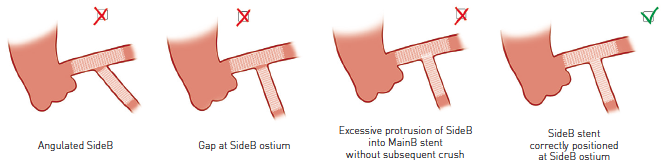 Angulated SideB
Gap at SideB ostium
Excessive protrusion of SideB
into MainB stent
without subsequent crush
SideB stent
correctly positioned
at SideB ostium